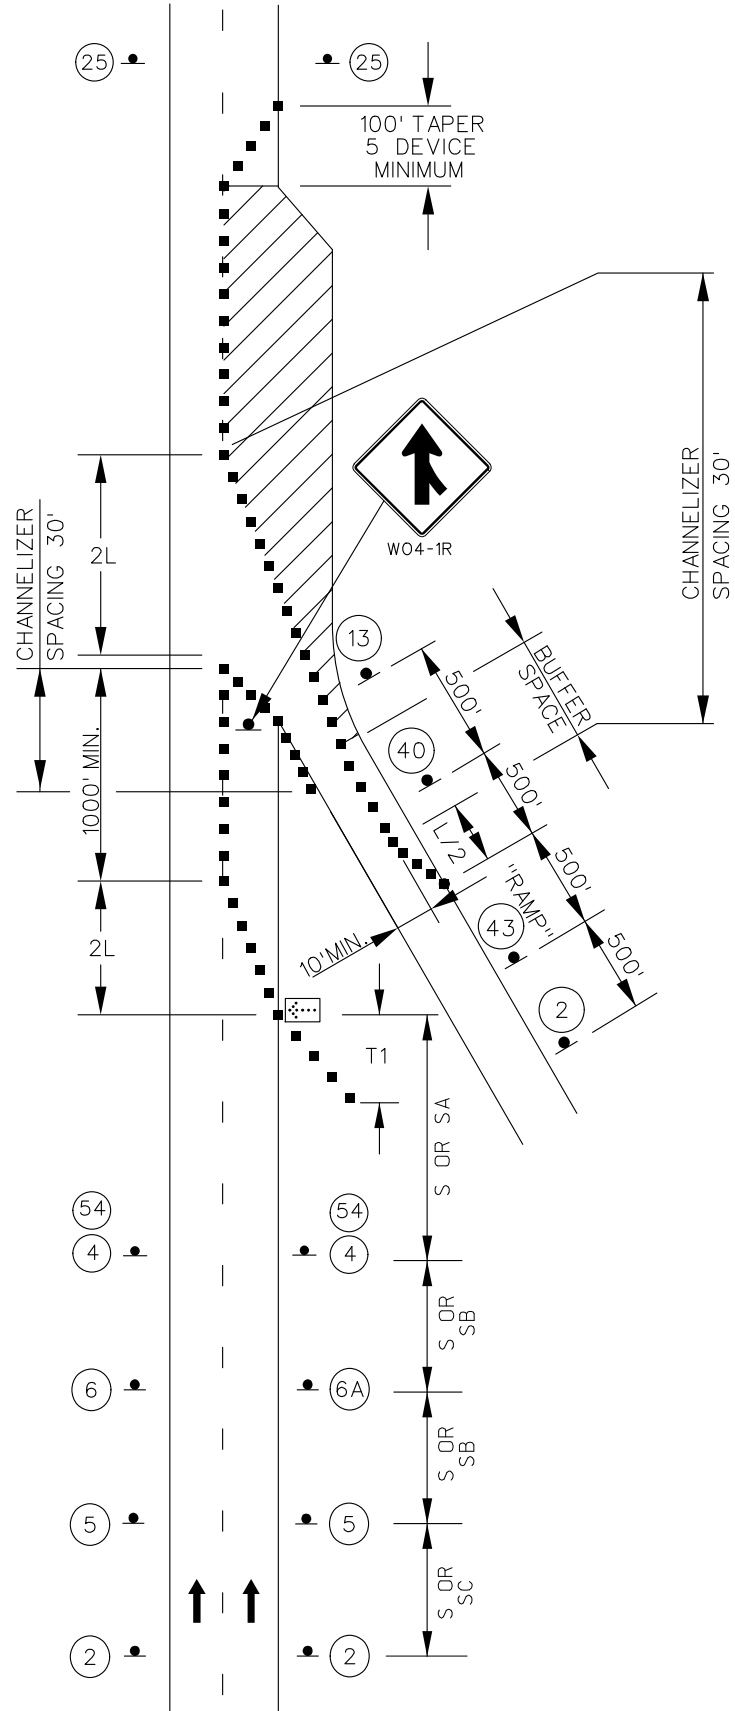 25
25
100' TAPER
5 DEVICE
MINIMUM
CHANNELIZER
SPACING 30'
W04-1R
CHANNELIZER
SPACING 30'
2L
13
500'
BUFFER
SPACE
40
500'
1000' MIN.
L/2
500'
"RAMP"
43
500'
10' MIN.
2L
2
T1
S OR SA
54
54
4
4
S OR
SB
6
6A
S OR
SB
5
5
S OR
SC
2
2